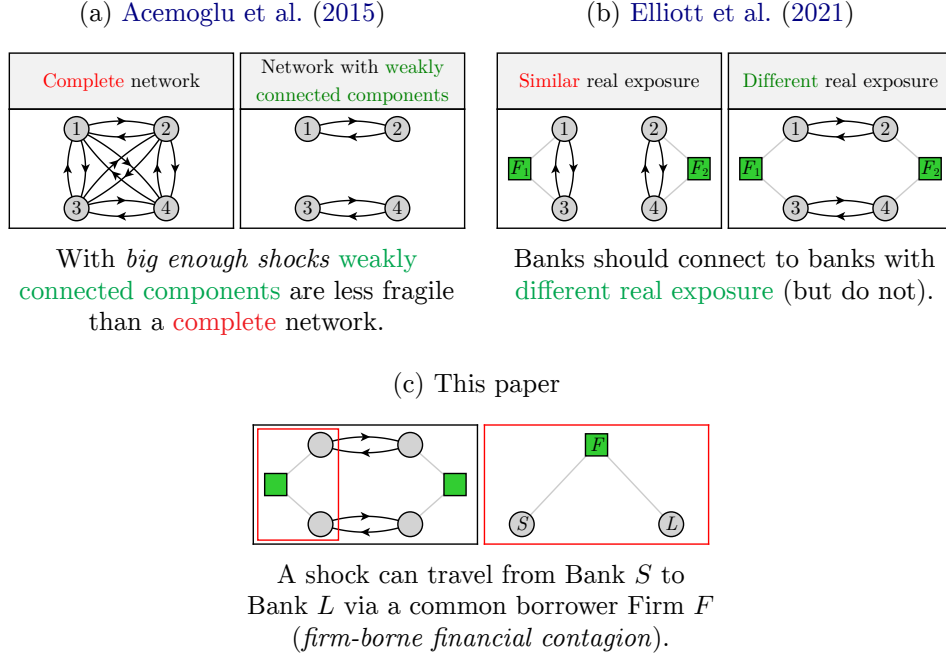 (a) Acemoglu et al. (2015)
Complete network
Network with weakly
connected components
1 2
3 4
1 2
3 4
With big enough shocks weakly
connected components are less fragile
than a complete network.
(b) Elliott et al. (2021)
Similar real exposure
Different real exposure
1 2
F1 F2
3 4
1 2
F1 F2
3 4
Banks should connect to banks with
different real exposure (but do not).
(c) This paper
F
S L
A shock can travel from Bank S to
Bank L via a common borrower Firm F
(firm-borne financial contagion).